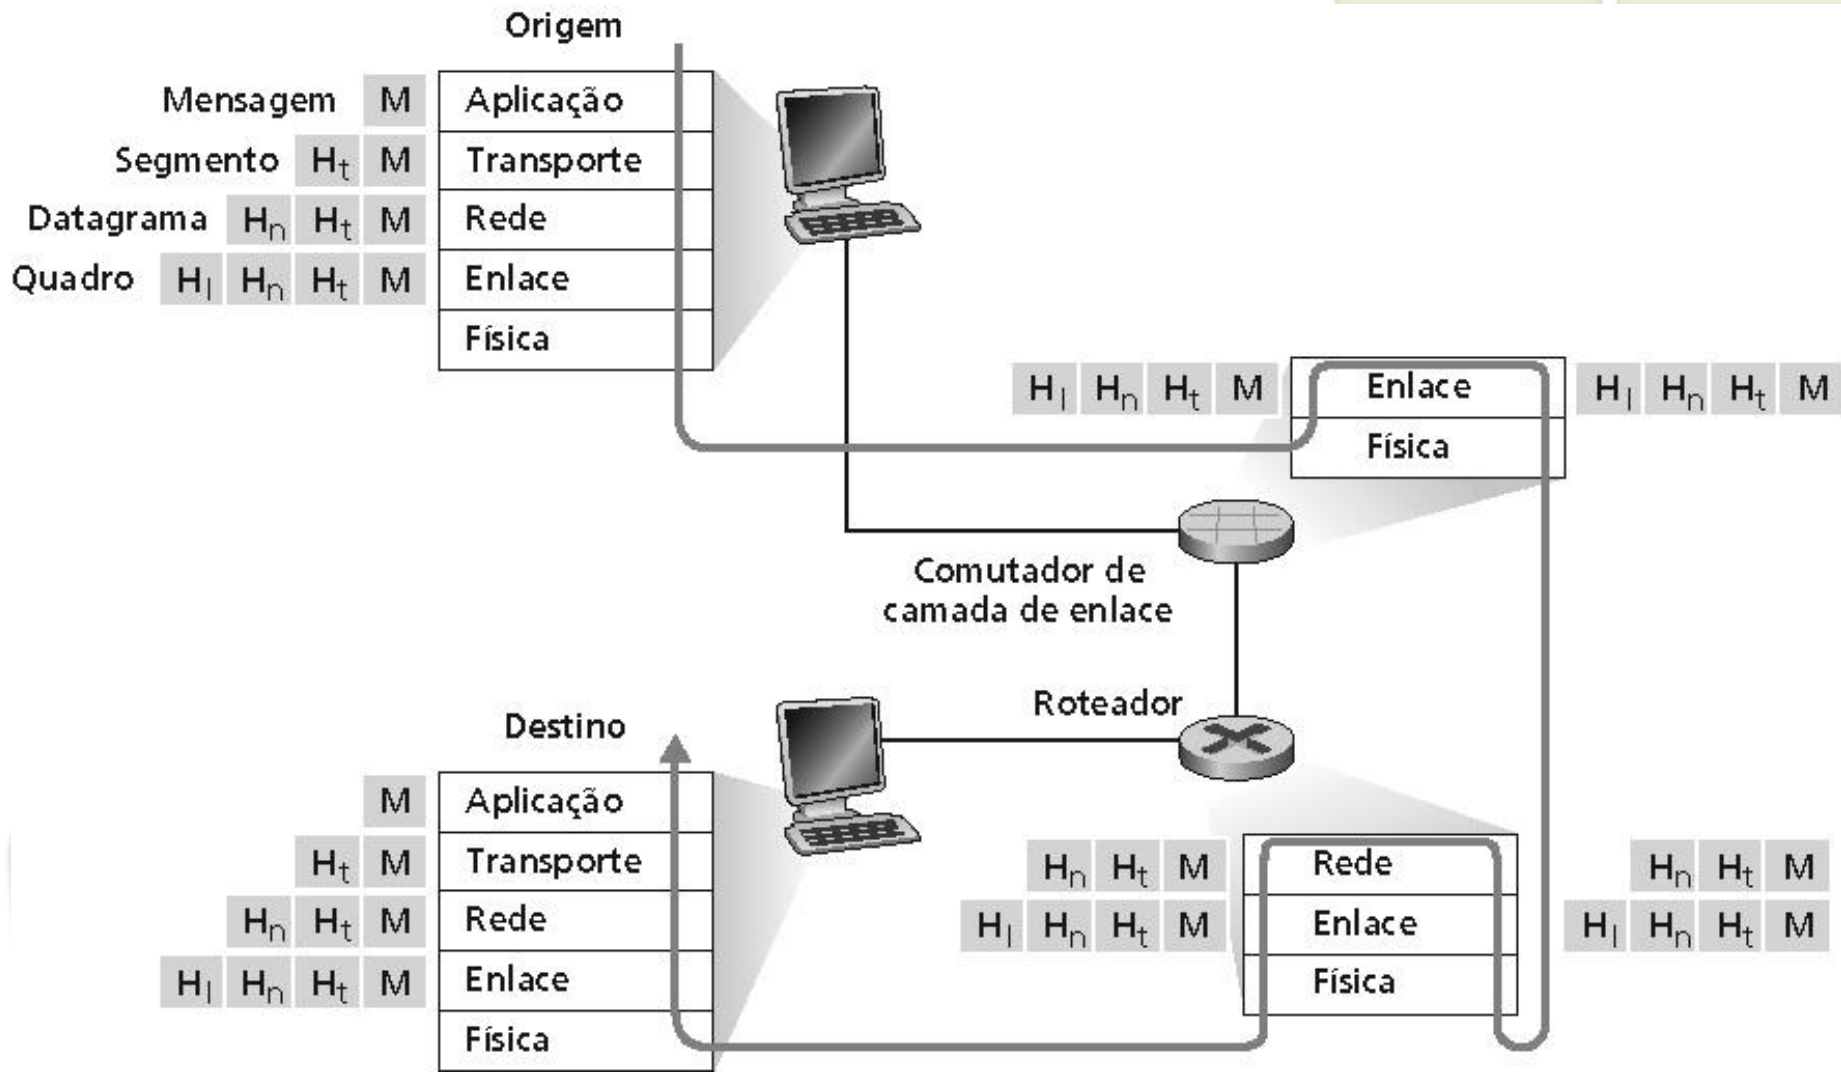 Origem
Mensagem M Aplicação
Segmento Ht M Transporte
Datagrama Hn Ht M Rede
Quadro Hl Hn Ht M Enlace
Física
Hl Hn Ht M Enlace Hl Hn Ht M
Física
Comutador de
camada de enlace
Roteador
Destino
M Aplicação
Ht M Transporte
Hn Ht M Rede
Hl Hn Ht M Enlace
Física
Hn Ht M Rede Hn Ht M
Hl Hn Ht M Enlace Hl Hn Ht M
Física